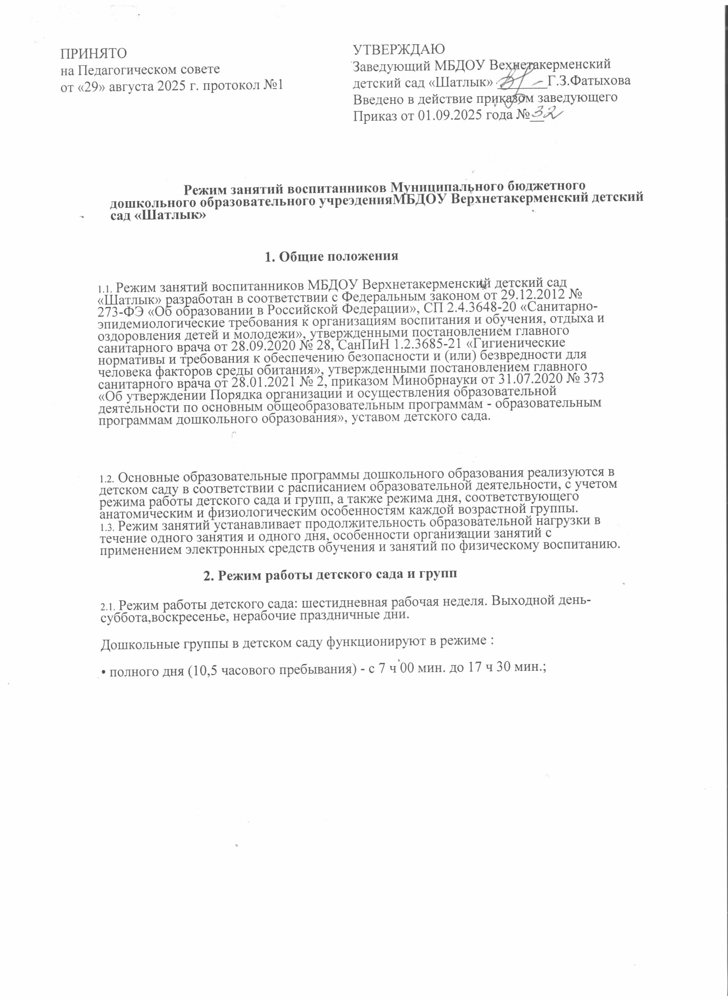 ПРИНЯТО
на Педагогическом совете
от «29» августа 2025 г. протокол №1
УТВЕРЖДАЮ
Заведующий МБДОУ Вехнетакерменский
детский сад «Шатлык» _______Г.З.Фатыхова
Введено в действие приказом заведующего
Приказ от 01.09.2025 года №32
Режим занятий воспитанников Муниципального бюджетного
дошкольного образовательного учреэденияМБДОУ Верхнетакерменский детский
сад «Шатлык»
1. Общие положения
1.1. Режим занятий воспитанников МБДОУ Верхнетакерменский детский сад
«Шатлык» разработан в соответствии с Федеральным законом от 29.12.2012 №
273-ФЭ «Об образовании в Российской Федерации», СП 2.4.3648-20 «Санитарно-
эпидемиологические требования к организациям воспитания и обучения, отдыха и
оздоровления детей и молодежи», утвержденными постановлением главного
санитарного врача от 28.09.2020 № 28, СанПиН 1.2.3685-21 «Гигиенические
нормативы и требования к обеспечению безопасности и (или) безвредности для
человека факторов среды обитания», утвержденными постановлением главного
санитарного врача от 28.01.2021 № 2, приказом Минобрнауки от 31.07.2020 № 373
«Об утверждении Порядка организации и осуществления образовательной
деятельности по основным общеобразовательным программам - образовательным
программам дошкольного образования», уставом детского сада.
1.2. Основные образовательные программы дошкольного образования реализуются в
детском саду в соответствии с расписанием образовательной деятельности, с учетом
режима работы детского сада и групп, а также режима дня, соответствующего
анатомическим и физиологическим особенностям каждой возрастной группы.
1.3. Режим занятий устанавливает продолжительность образовательной нагрузки в
течение одного занятия и одного дня, особенности организации занятий с
применением электронных средств обучения и занятий по физическому воспитанию.
2. Режим работы детского сада и групп
2.1. Режим работы детского сада: шестидневная рабочая неделя. Выходной день-
суббота,воскресенье, нерабочие праздничные дни.
Дошкольные группы в детском саду функционируют в режиме :
• полного дня (10,5 часового пребывания) - с 7 ч 00 мин. до 17 ч 30 мин.;